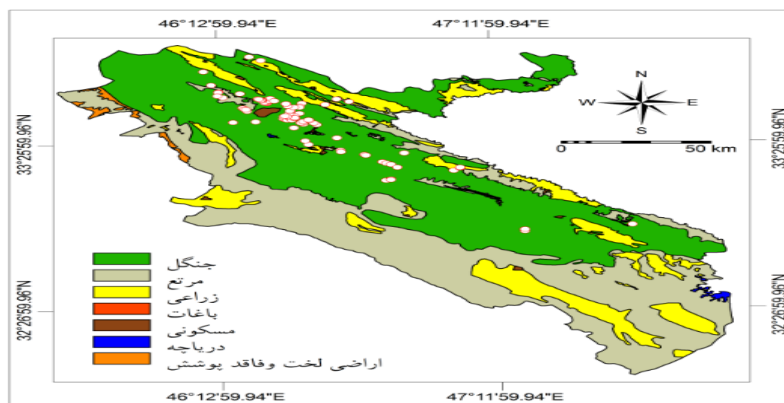 46°12'59.94"E
47°11'59.94"E
33°25'59.96"N
33°25'59.96"N
N
W
E
S
0
50 km
جنگل
مرتع
زراعی
باغات
مسکونی
دریاچه
اراضی لخت وفاقد پوشش
32°26'59.96"N
32°26'59.96"N
46°12'59.94"E
47°11'59.94"E